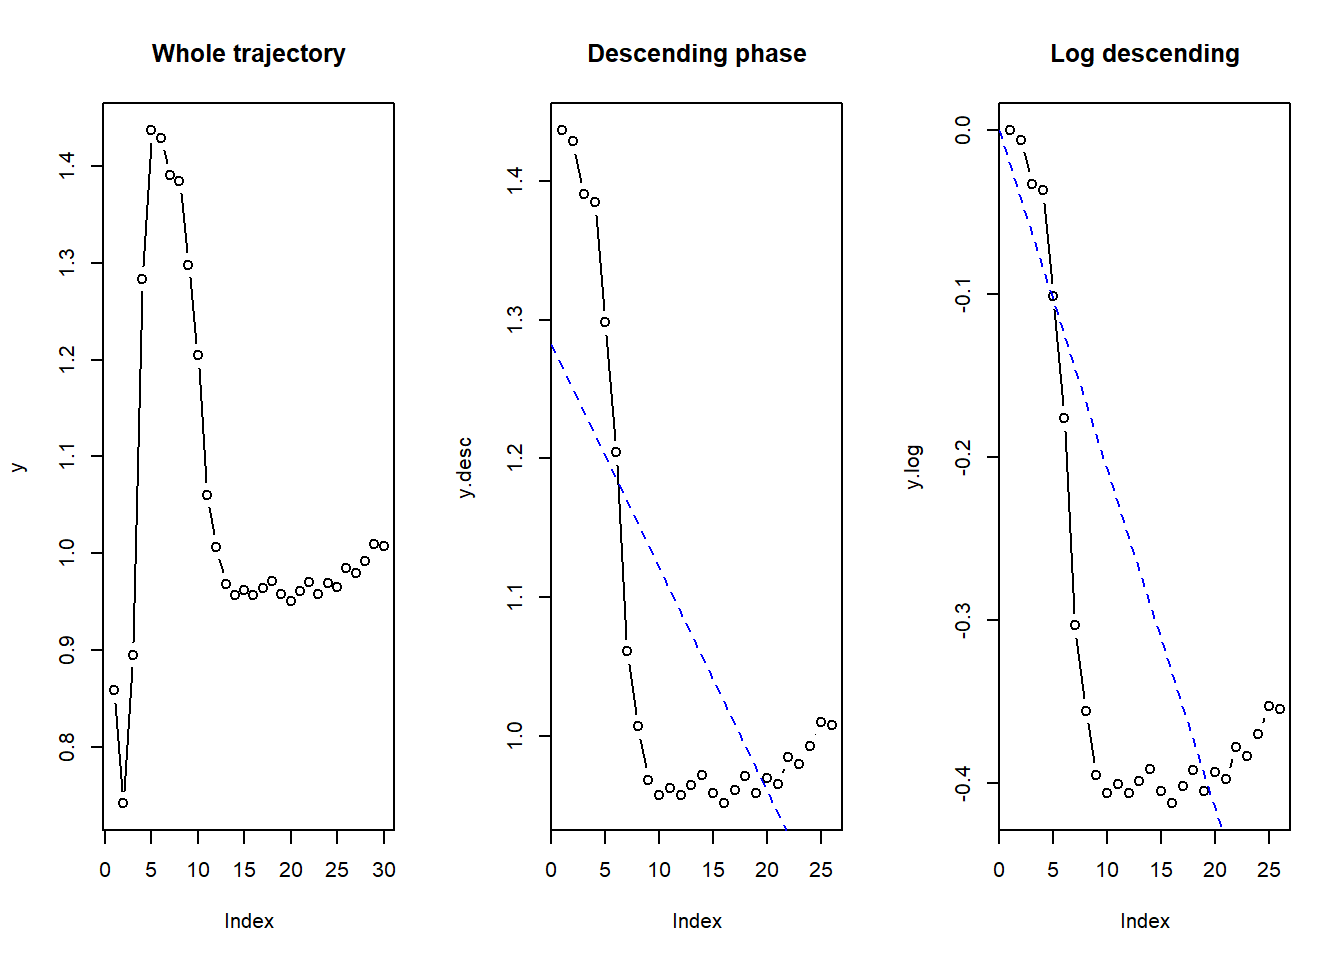 Whole trajectory
y
1.4
1.3
1.2
1.1
1.0
0.9
0.8
0 5 10 15 20 25 30
Index
Descending phase
y.desc
1.4
1.3
1.2
1.1
1.0
0 5 10 15 20 25
Index
Log descending
y.log
0.0
-0.1
-0.2
-0.3
-0.4
0 5 10 15 20 25
Index